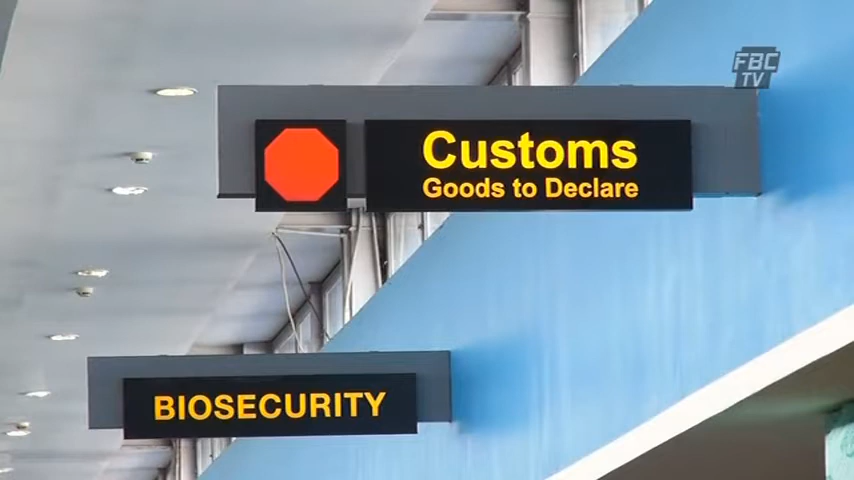 FBC
TV
Customs
Goods to Declare
BIOSECURITY